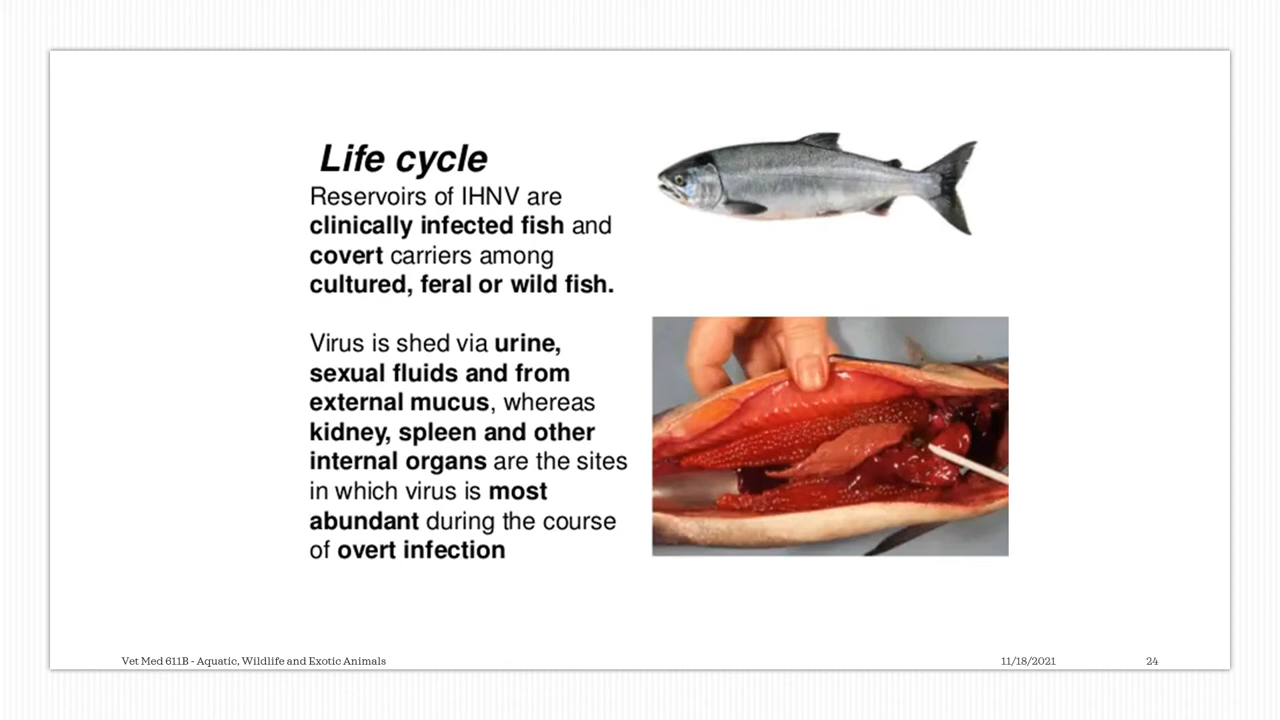 Life cycle
Reservoirs of IHNV are
clinically infected fish and
covert carriers among
cultured, feral or wild fish.
Virus is shed via urine,
sexual fluids and from
external mucus, whereas
kidney, spleen and other
internal organs are the sites
in which virus is most
abundant during the course
of overt infection
Vet Med 611B - Aquatic, Wildlife and Exotic Animals
11/18/2021
24